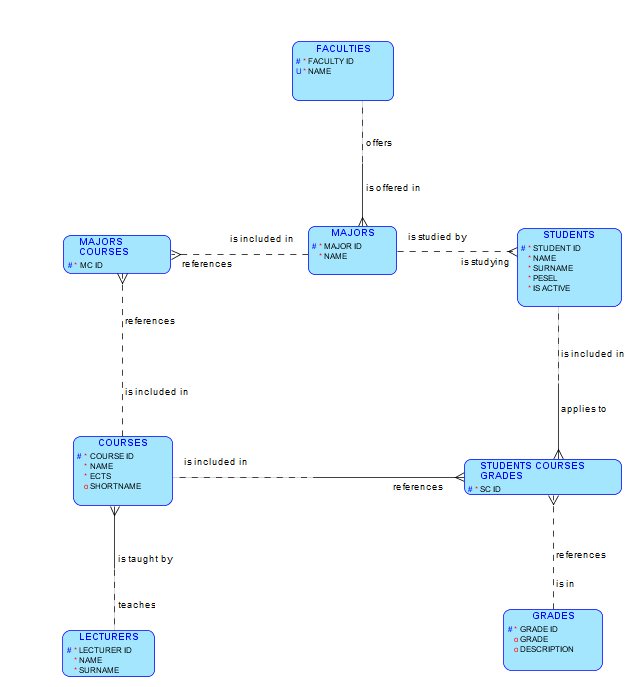 FACULTIES
# * FACULTY ID
U * NAME
offers
is offered in
MAJORS
# * MAJOR ID
* NAME
is included in
references
MAJORS
COURSES
# * MC ID
is studied by
is studying
STUDENTS
# * STUDENT ID
* NAME
* SURNAME
* PESEL
* IS ACTIVE
references
is included in
is included in
applies to
COURSES
# * COURSE ID
* NAME
* ECTS
o SHORTNAME
is included in
references
STUDENTS COURSES
GRADES
# * SC ID
is taught by
teaches
references
is in
LECTURERS
# * LECTURER ID
* NAME
* SURNAME
GRADES
# * GRADE ID
o GRADE
o DESCRIPTION